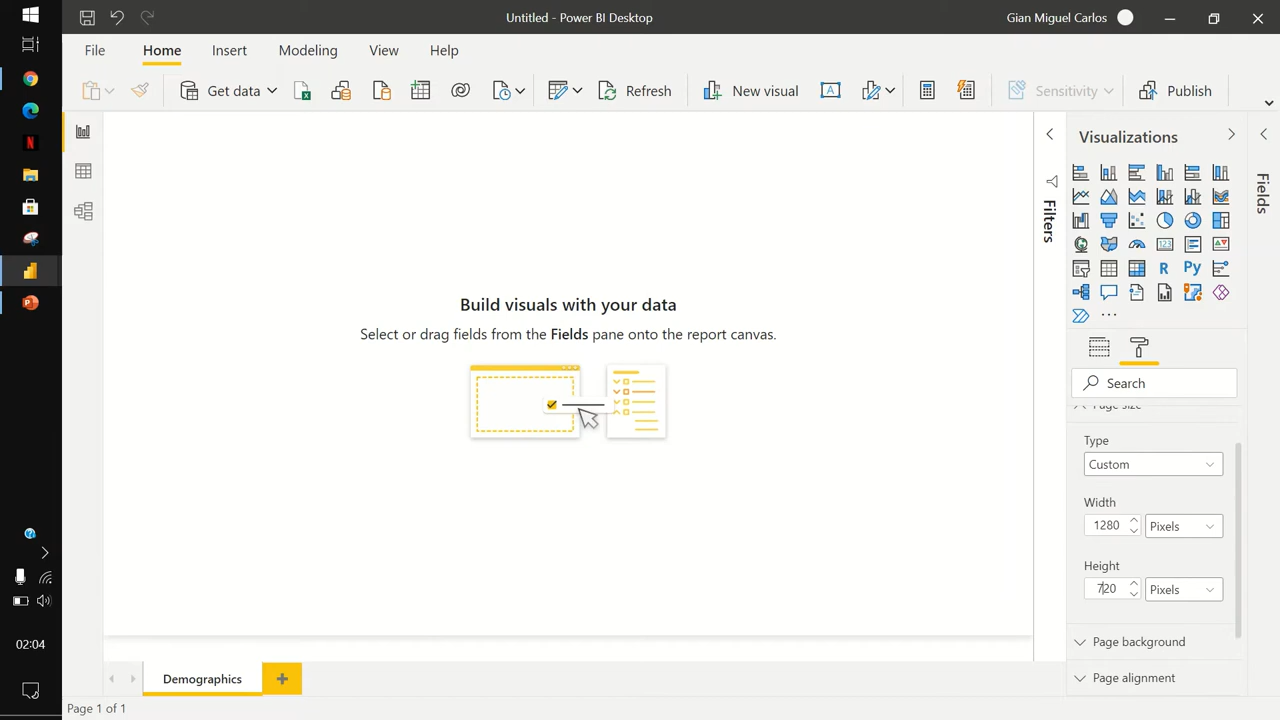 Untitled - Power BI Desktop
Gian Miguel Carlos
File
Home
Insert
Modeling
View
Help
Get data
Refresh
New visual
Sensitivity
Publish
Visualizations
Filters
Fields
Build visuals with your data
Select or drag fields from the Fields pane onto the report canvas.
R
Py
123
A
N
P
Search
Page size
Type
Custom
Width
1280
Pixels
Height
720
Pixels
Page background
Page alignment
02:04
Demographics
Page 1 of 1